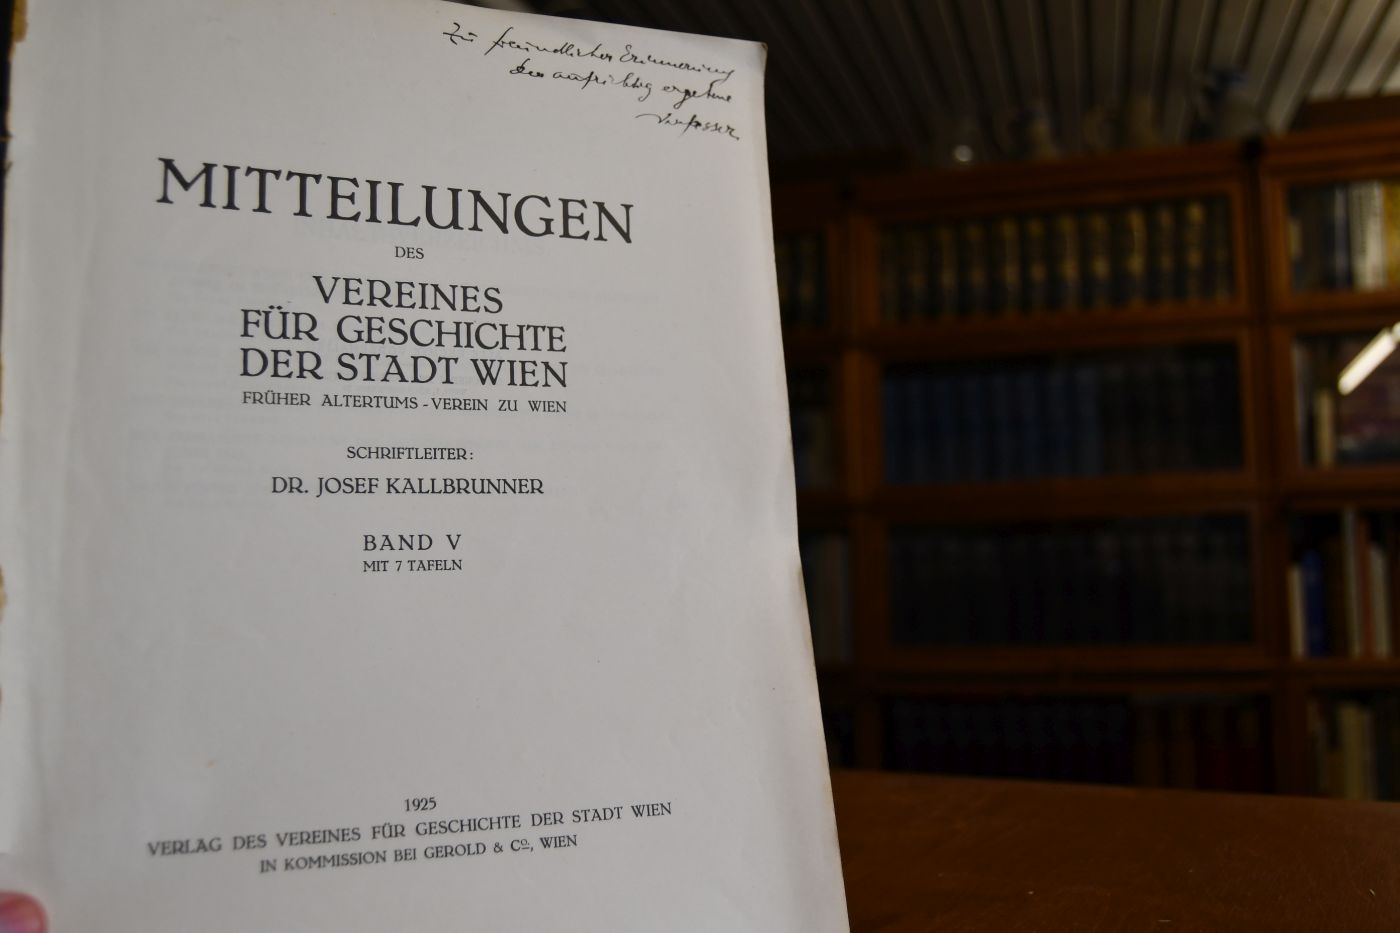 Zu freundlicher Erinnerung
der aufrichtig ergebene
Verfasser
MITTEILUNGEN
DES
VEREINES
FÜR GESCHICHTE
DER STADT WIEN
FRÜHER ALTERTUMS-VEREIN ZU WIEN
SCHRIFTLEITER:
DR. JOSEF KALLBRUNNER
BAND V
MIT 7 TAFELN
1925
VERLAG DES VEREINES FÜR GESCHICHTE DER STADT WIEN
IN KOMMISSION BEI GEROLD & Co., WIEN